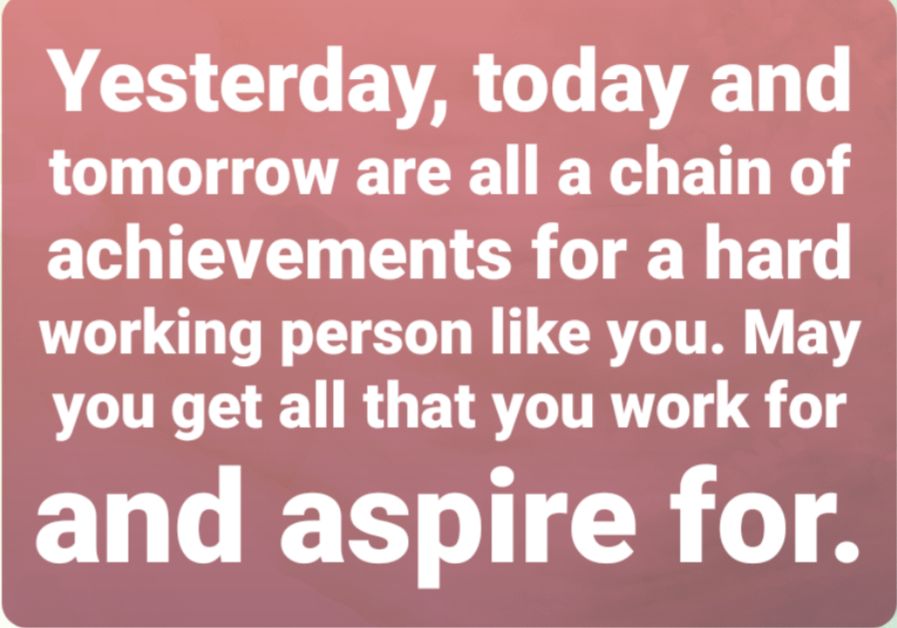 Yesterday, today and
tomorrow are all a chain of
achievements for a hard
working person like you. May
you get all that you work for
and aspire for.